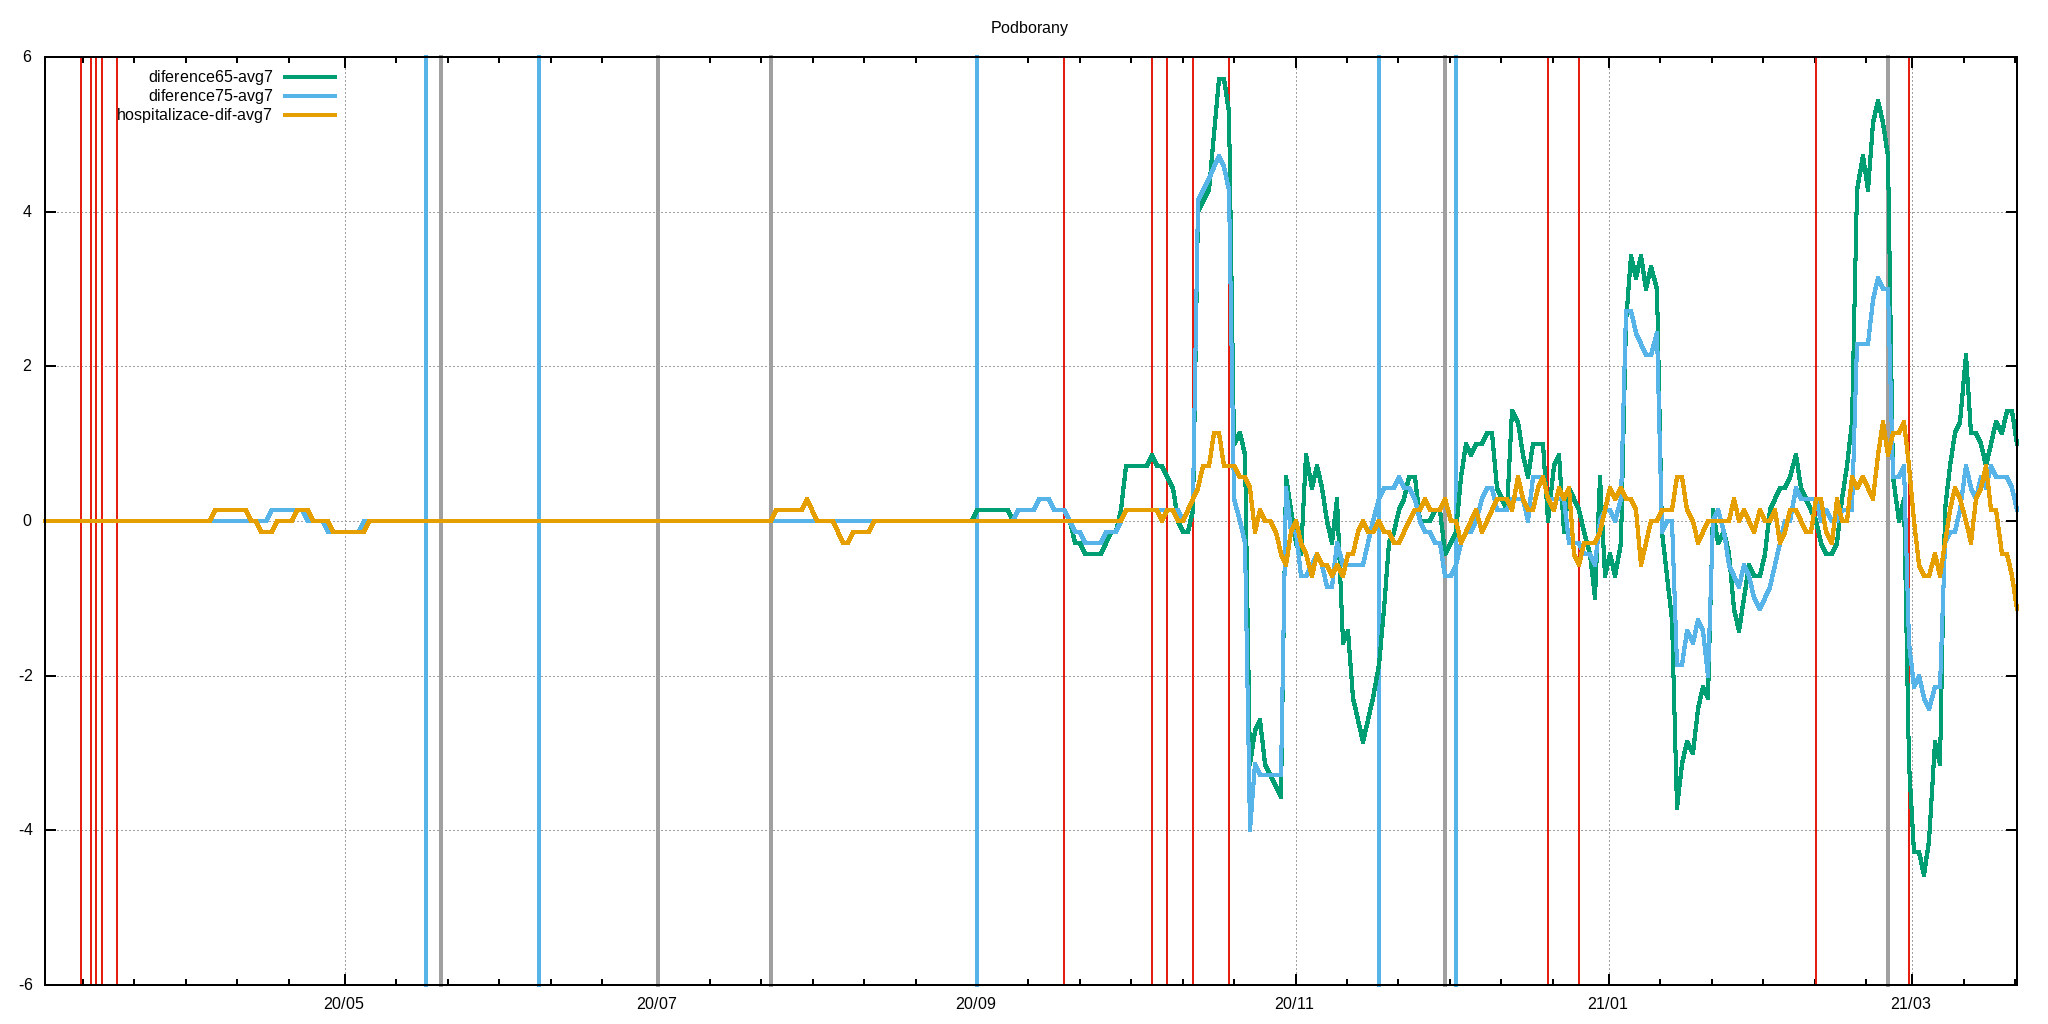 Podborany
diference65-avg7
diference75-avg7
hospitalizace-dif-avg7
6
4
2
0
-2
-4
-6
20/05 20/07 20/09 20/11 21/01 21/03